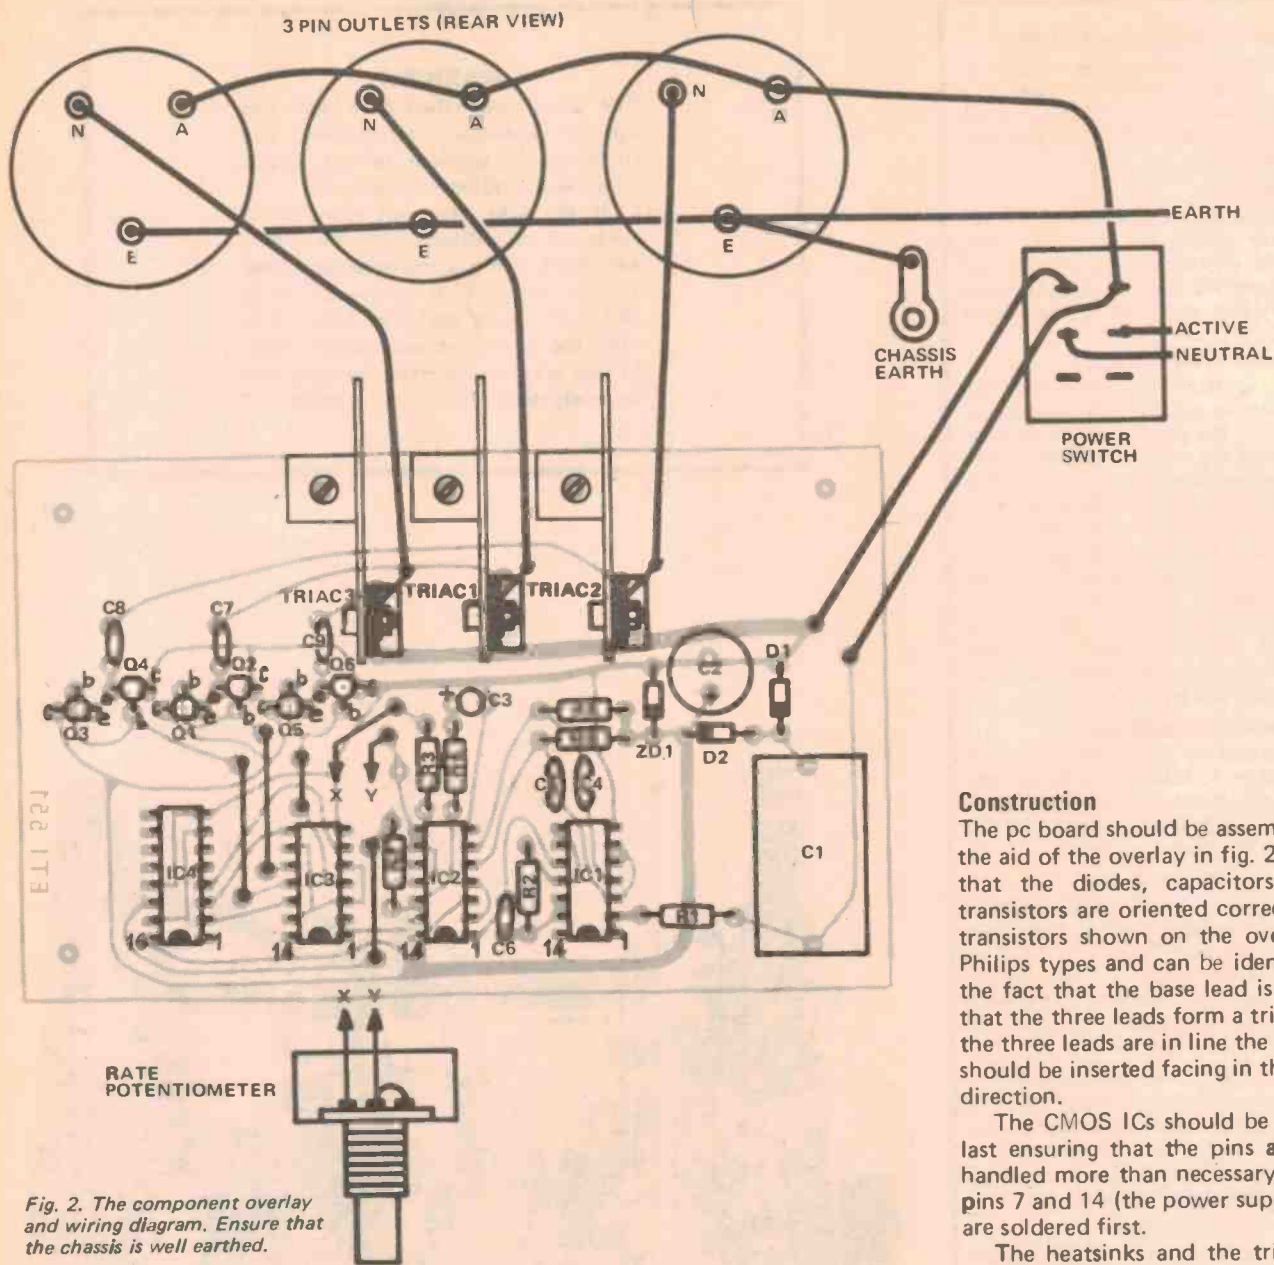 3 PIN OUTLETS (REAR VIEW)
N
A
N
A
N
A
E
E
E
EARTH
ACTIVE
NEUTRAL
CHASSIS
EARTH
POWER
SWITCH
TRIAC3
TRIAC1
TRIAC2
C8
C7
C9
C2
D1
Q4
Q2
Q6
b
c
b
c
b
c
e
b
e
b
e
b
Q3
Q1
Q5
+
C3
ZD1
D2
X
Y
R3
C4
C1
ETI 551
IC4
IC3
IC2
IC1
R2
R1
C6
16
1
14
1
14
1
14
1
X
Y
RATE
POTENTIOMETER
Fig. 2. The component overlay
and wiring diagram. Ensure that
the chassis is well earthed.
Construction
The pc board should be assem
the aid of the overlay in fig. 2
that the diodes, capacitors
transistors are oriented correc
transistors shown on the ove
Philips types and can be iden
the fact that the base lead is
that the three leads form a tri
the three leads are in line the
should be inserted facing in th
direction.
The CMOS ICs should be
last ensuring that the pins a
handled more than necessary
pins 7 and 14 (the power sup
are soldered first.
The heatsinks and the tri